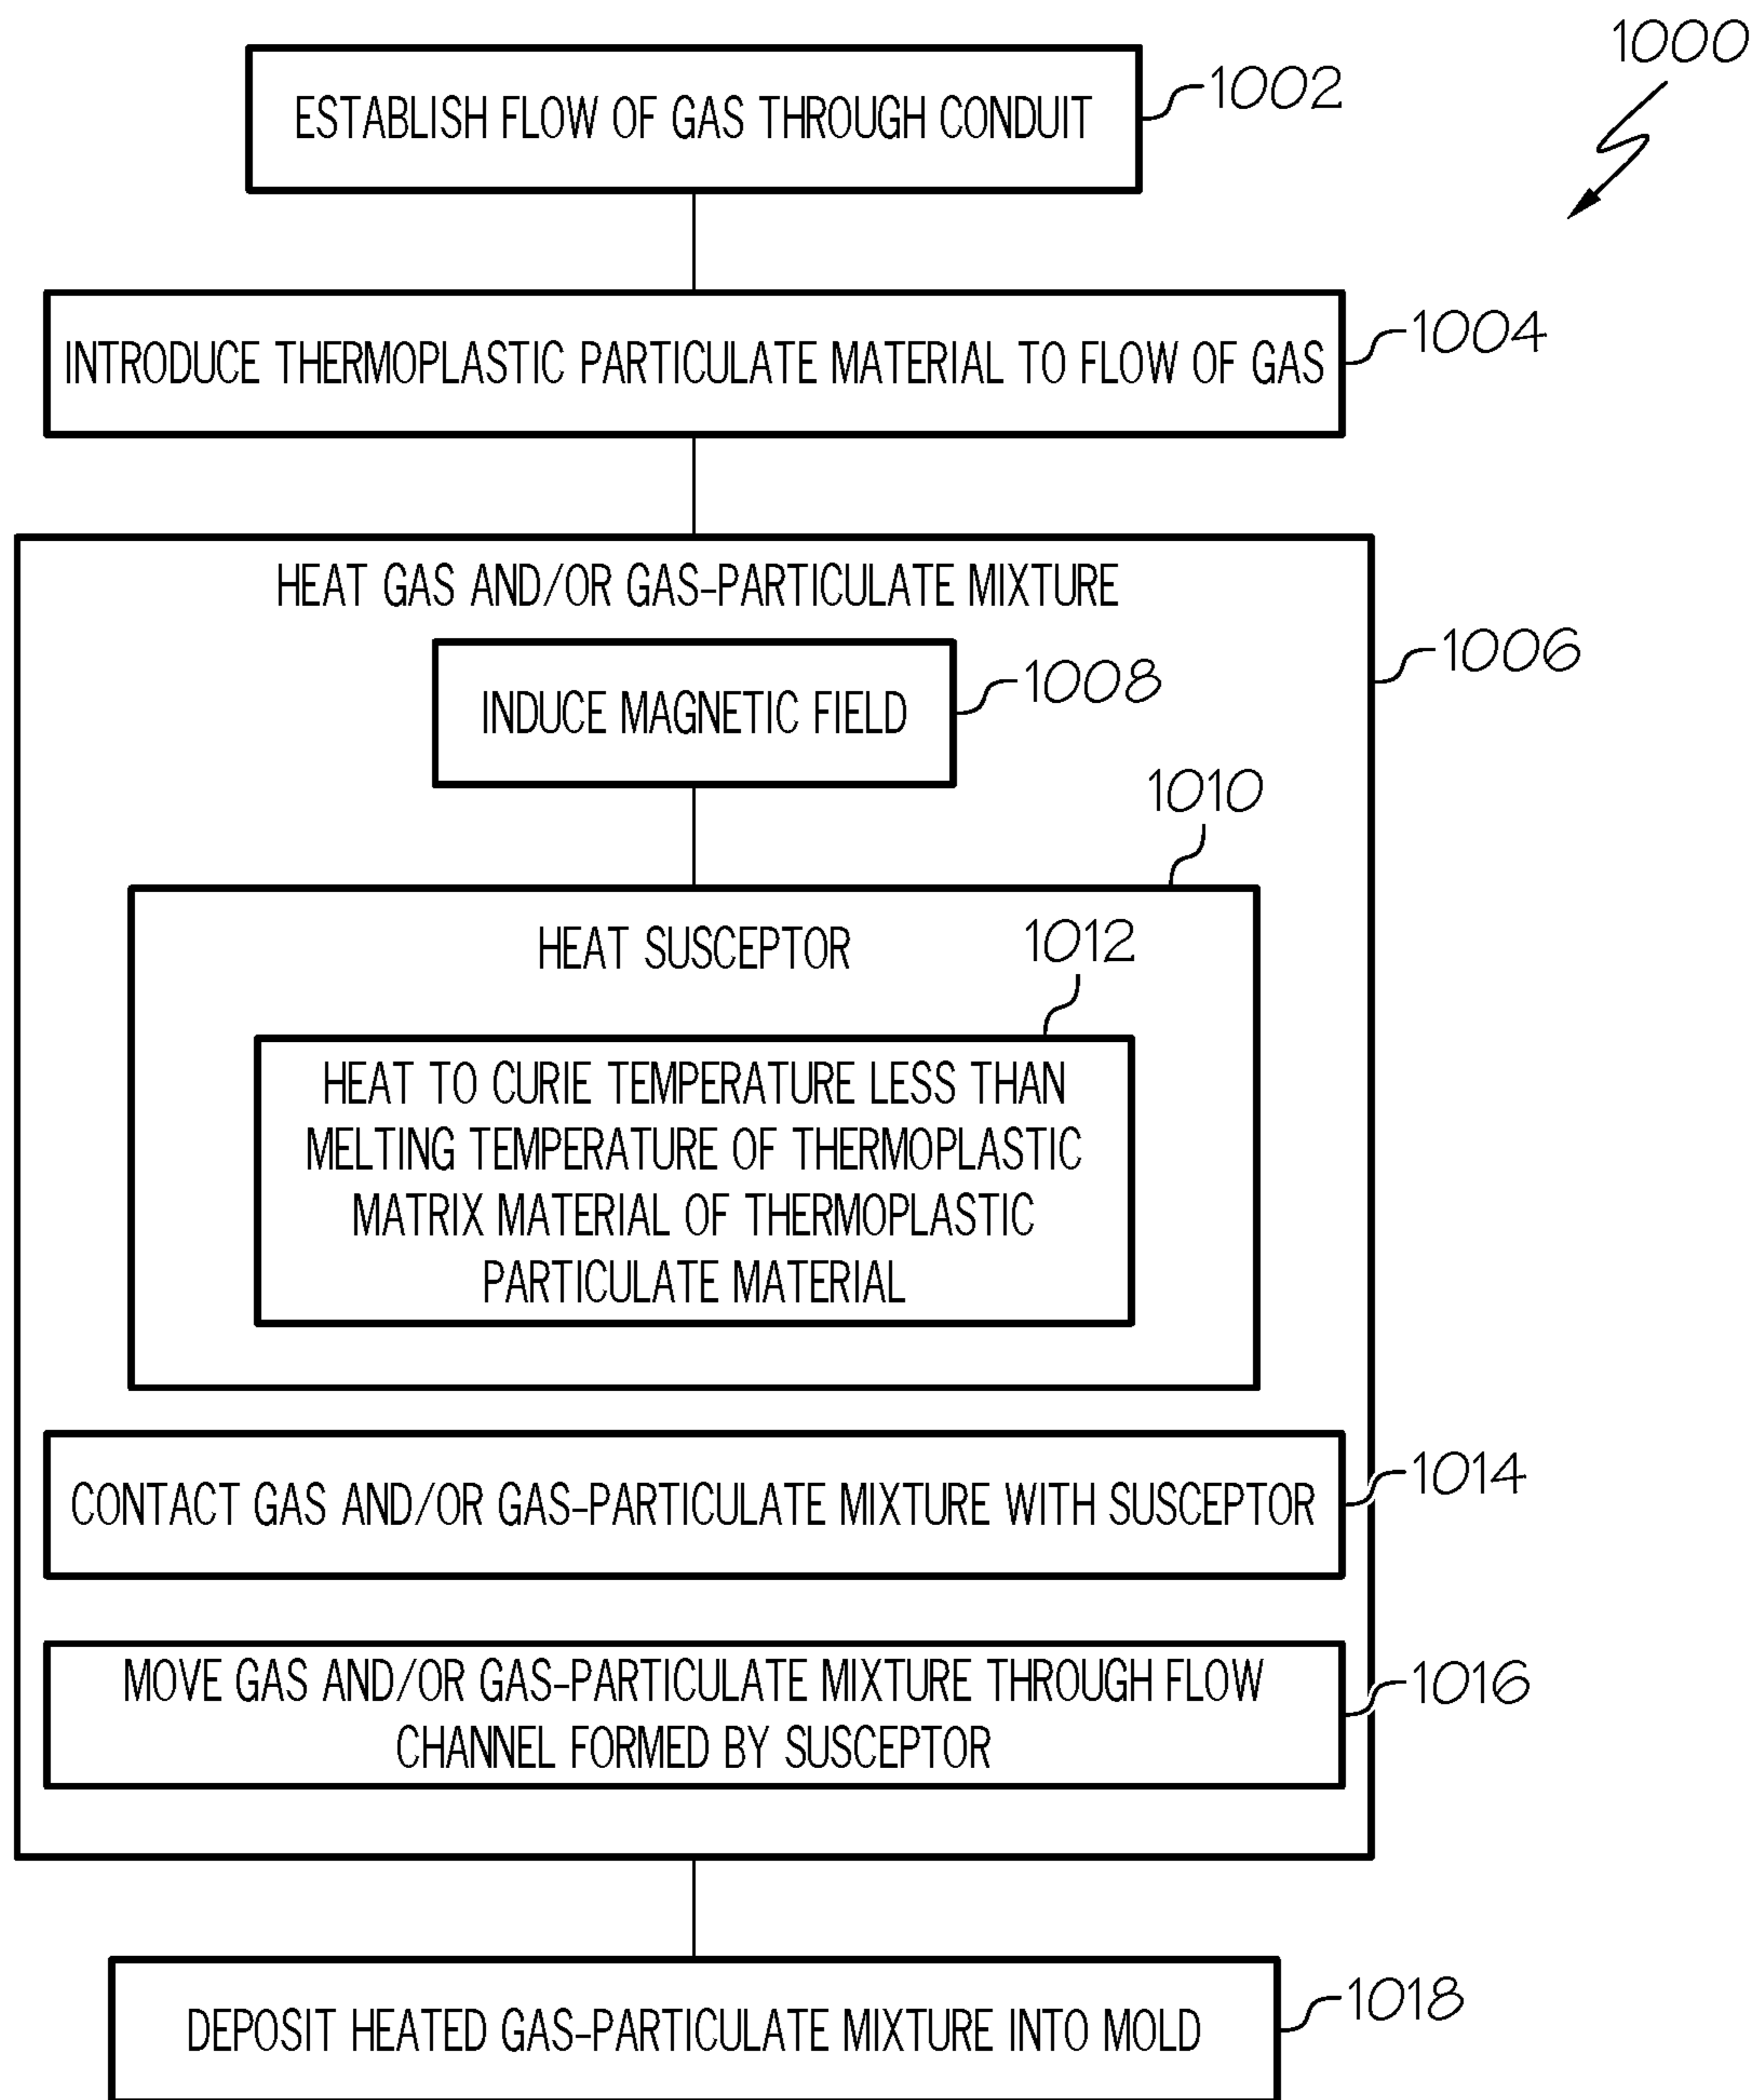 1000
ESTABLISH FLOW OF GAS THROUGH CONDUIT
1002
INTRODUCE THERMOPLASTIC PARTICULATE MATERIAL TO FLOW OF GAS
1004
HEAT GAS AND/OR GAS-PARTICULATE MIXTURE
1006
INDUCE MAGNETIC FIELD
1008
1010
HEAT SUSCEPTOR
1012
HEAT TO CURIE TEMPERATURE LESS THAN
MELTING TEMPERATURE OF THERMOPLASTIC
MATRIX MATERIAL OF THERMOPLASTIC
PARTICULATE MATERIAL
CONTACT GAS AND/OR GAS-PARTICULATE MIXTURE WITH SUSCEPTOR
1014
MOVE GAS AND/OR GAS-PARTICULATE MIXTURE THROUGH FLOW
CHANNEL FORMED BY SUSCEPTOR
1016
DEPOSIT HEATED GAS-PARTICULATE MIXTURE INTO MOLD
1018